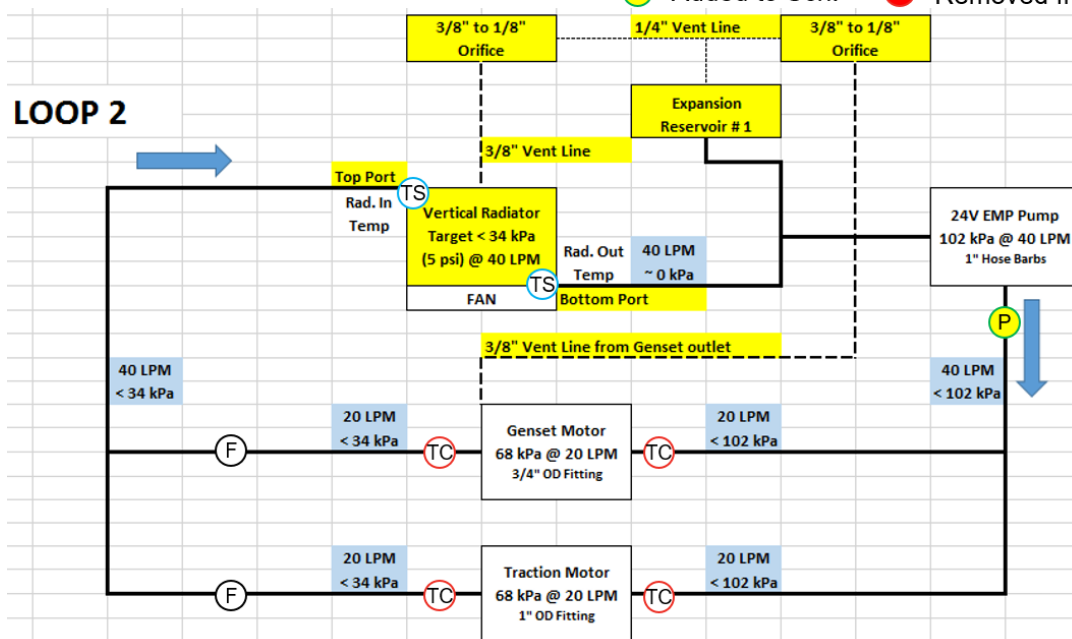 3/8" to 1/8"
Orifice
1/4" Vent Line
3/8" to 1/8"
Orifice
LOOP 2
Expansion
Reservoir # 1
3/8" Vent Line
Top Port
TS
Rad. In
Temp
Vertical Radiator
Target < 34 kPa
(5 psi) @ 40 LPM
24V EMP Pump
102 kPa @ 40 LPM
1" Hose Barbs
Rad. Out
Temp
40 LPM
~ 0 kPa
TS
FAN
Bottom Port
P
3/8" Vent Line from Genset outlet
40 LPM
< 34 kPa
40 LPM
< 102 kPa
20 LPM
< 34 kPa
Genset Motor
68 kPa @ 20 LPM
3/4" OD Fitting
20 LPM
< 102 kPa
F
TC
TC
20 LPM
< 34 kPa
Traction Motor
68 kPa @ 20 LPM
1" OD Fitting
20 LPM
< 102 kPa
F
TC
TC